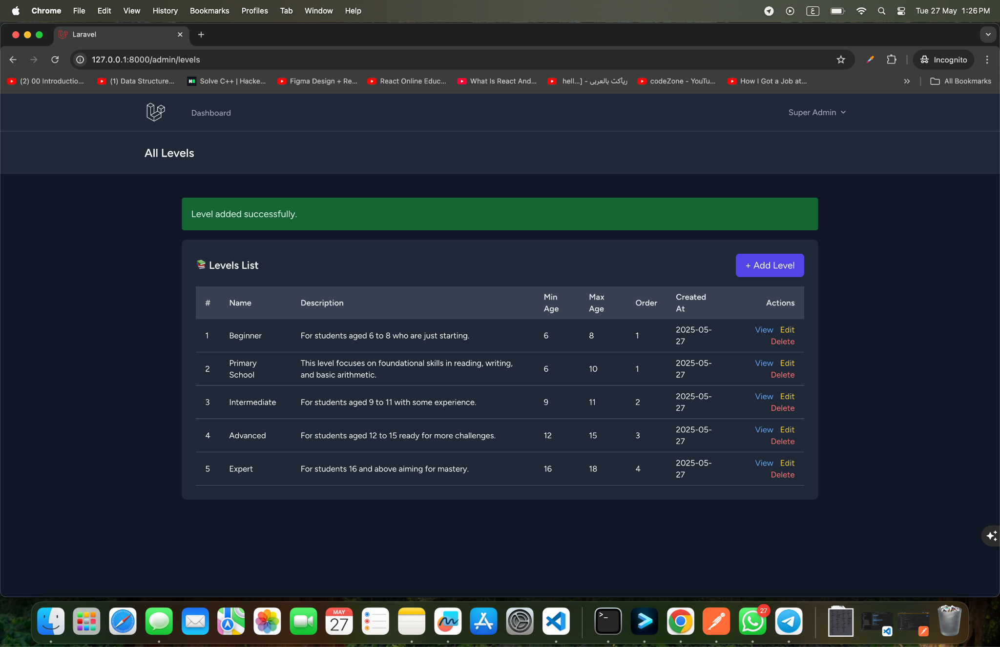 Chrome File Edit View History Bookmarks Profiles Tab Window Help
ع
Tue 27 May 1:26 PM
Laravel
127.0.0.1:8000/admin/levels
Incognito
(2) 00 Introductio...
(1) Data Structure...
Solve C++ | Hacke...
Figma Design + Re...
React Online Educ...
What Is React And...
hell...] - رياكت بالعربى
codeZone - YouTu...
How I Got a Job at...
All Bookmarks
Dashboard
Super Admin
All Levels
Level added successfully.
📚 Levels List
+ Add Level
# Name Description Min Age Max Age Order Created At Actions
1 Beginner For students aged 6 to 8 who are just starting. 6 8 1 2025-05-27 View Edit Delete
2 Primary School This level focuses on foundational skills in reading, writing, and basic arithmetic. 6 10 1 2025-05-27 View Edit Delete
3 Intermediate For students aged 9 to 11 with some experience. 9 11 2 2025-05-27 View Edit Delete
4 Advanced For students aged 12 to 15 ready for more challenges. 12 15 3 2025-05-27 View Edit Delete
5 Expert For students 16 and above aiming for mastery. 16 18 4 2025-05-27 View Edit Delete
MAY
27
27